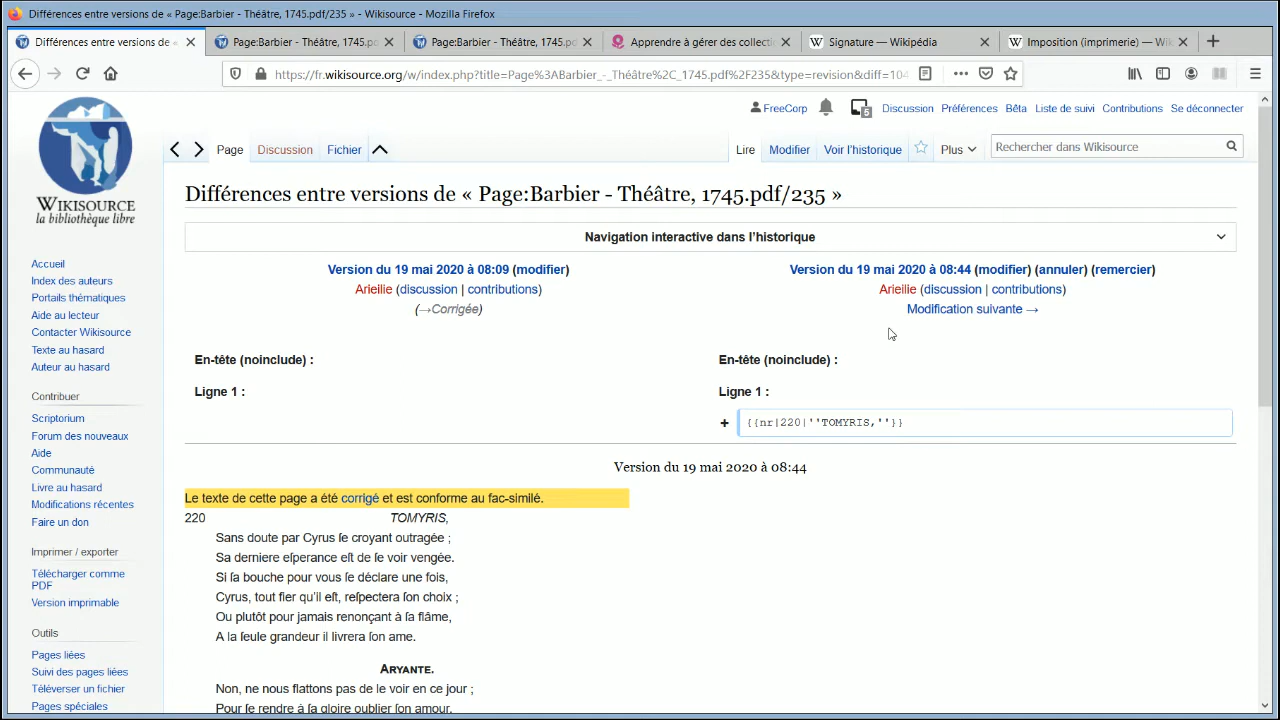 Différences entre versions de « Page:Barbier - Théâtre, 1745.pdf/235 » - Wikisource - Mozilla Firefox
Différences entre versions de «
Page:Barbier - Théâtre, 1745.p
Page:Barbier - Théâtre, 1745.p
Apprendre à gérer des collecti
Signature — Wikipédia
Imposition (imprimerie) — Wi
https://fr.wikisource.org/w/index.php?title=Page%3ABarbier_-_Théâtre%2C_1745.pdf%2F235&type=revision&diff=104
FreeCorp 5 Discussion Préférences Bêta Liste de suivi Contributions Se déconnecter
Page Discussion Fichier Lire Modifier Voir l’historique Plus Rechercher dans Wikisource
WIKISOURCE
la bibliothèque libre
Accueil
Index des auteurs
Portails thématiques
Aide au lecteur
Contacter Wikisource
Texte au hasard
Auteur au hasard
Contribuer
Scriptorium
Forum des nouveaux
Aide
Communauté
Livre au hasard
Modifications récentes
Faire un don
Imprimer / exporter
Télécharger comme
PDF
Version imprimable
Outils
Pages liées
Suivi des pages liées
Téléverser un fichier
Pages spéciales
Différences entre versions de « Page:Barbier - Théâtre, 1745.pdf/235 »
Navigation interactive dans l’historique
Version du 19 mai 2020 à 08:09 (modifier)
Arieillie (discussion | contributions)
(→Corrigée)
Version du 19 mai 2020 à 08:44 (modifier) (annuler) (remercier)
Arieillie (discussion | contributions)
Modification suivante →
En-tête (noinclude) :
En-tête (noinclude) :
Ligne 1 :
Ligne 1 :
+ {{nr|220|''TOMYRIS,''}}
Version du 19 mai 2020 à 08:44
Le texte de cette page a été corrigé et est conforme au fac-similé.
220 TOMYRIS,
Sans doute par Cyrus ſe croyant outragée ;
Sa derniere eſperance eſt de ſe voir vengée.
Si ſa bouche pour vous ſe déclare une fois,
Cyrus, tout fier qu’il eſt, reſpectera ſon choix ;
Ou plutôt pour jamais renonçant à ſa flâme,
A la ſeule grandeur il livrera ſon ame.
Aryante.
Non, ne nous flattons pas de le voir en ce jour ;
Pour ſe rendre à ſa gloire oublier ſon amour.